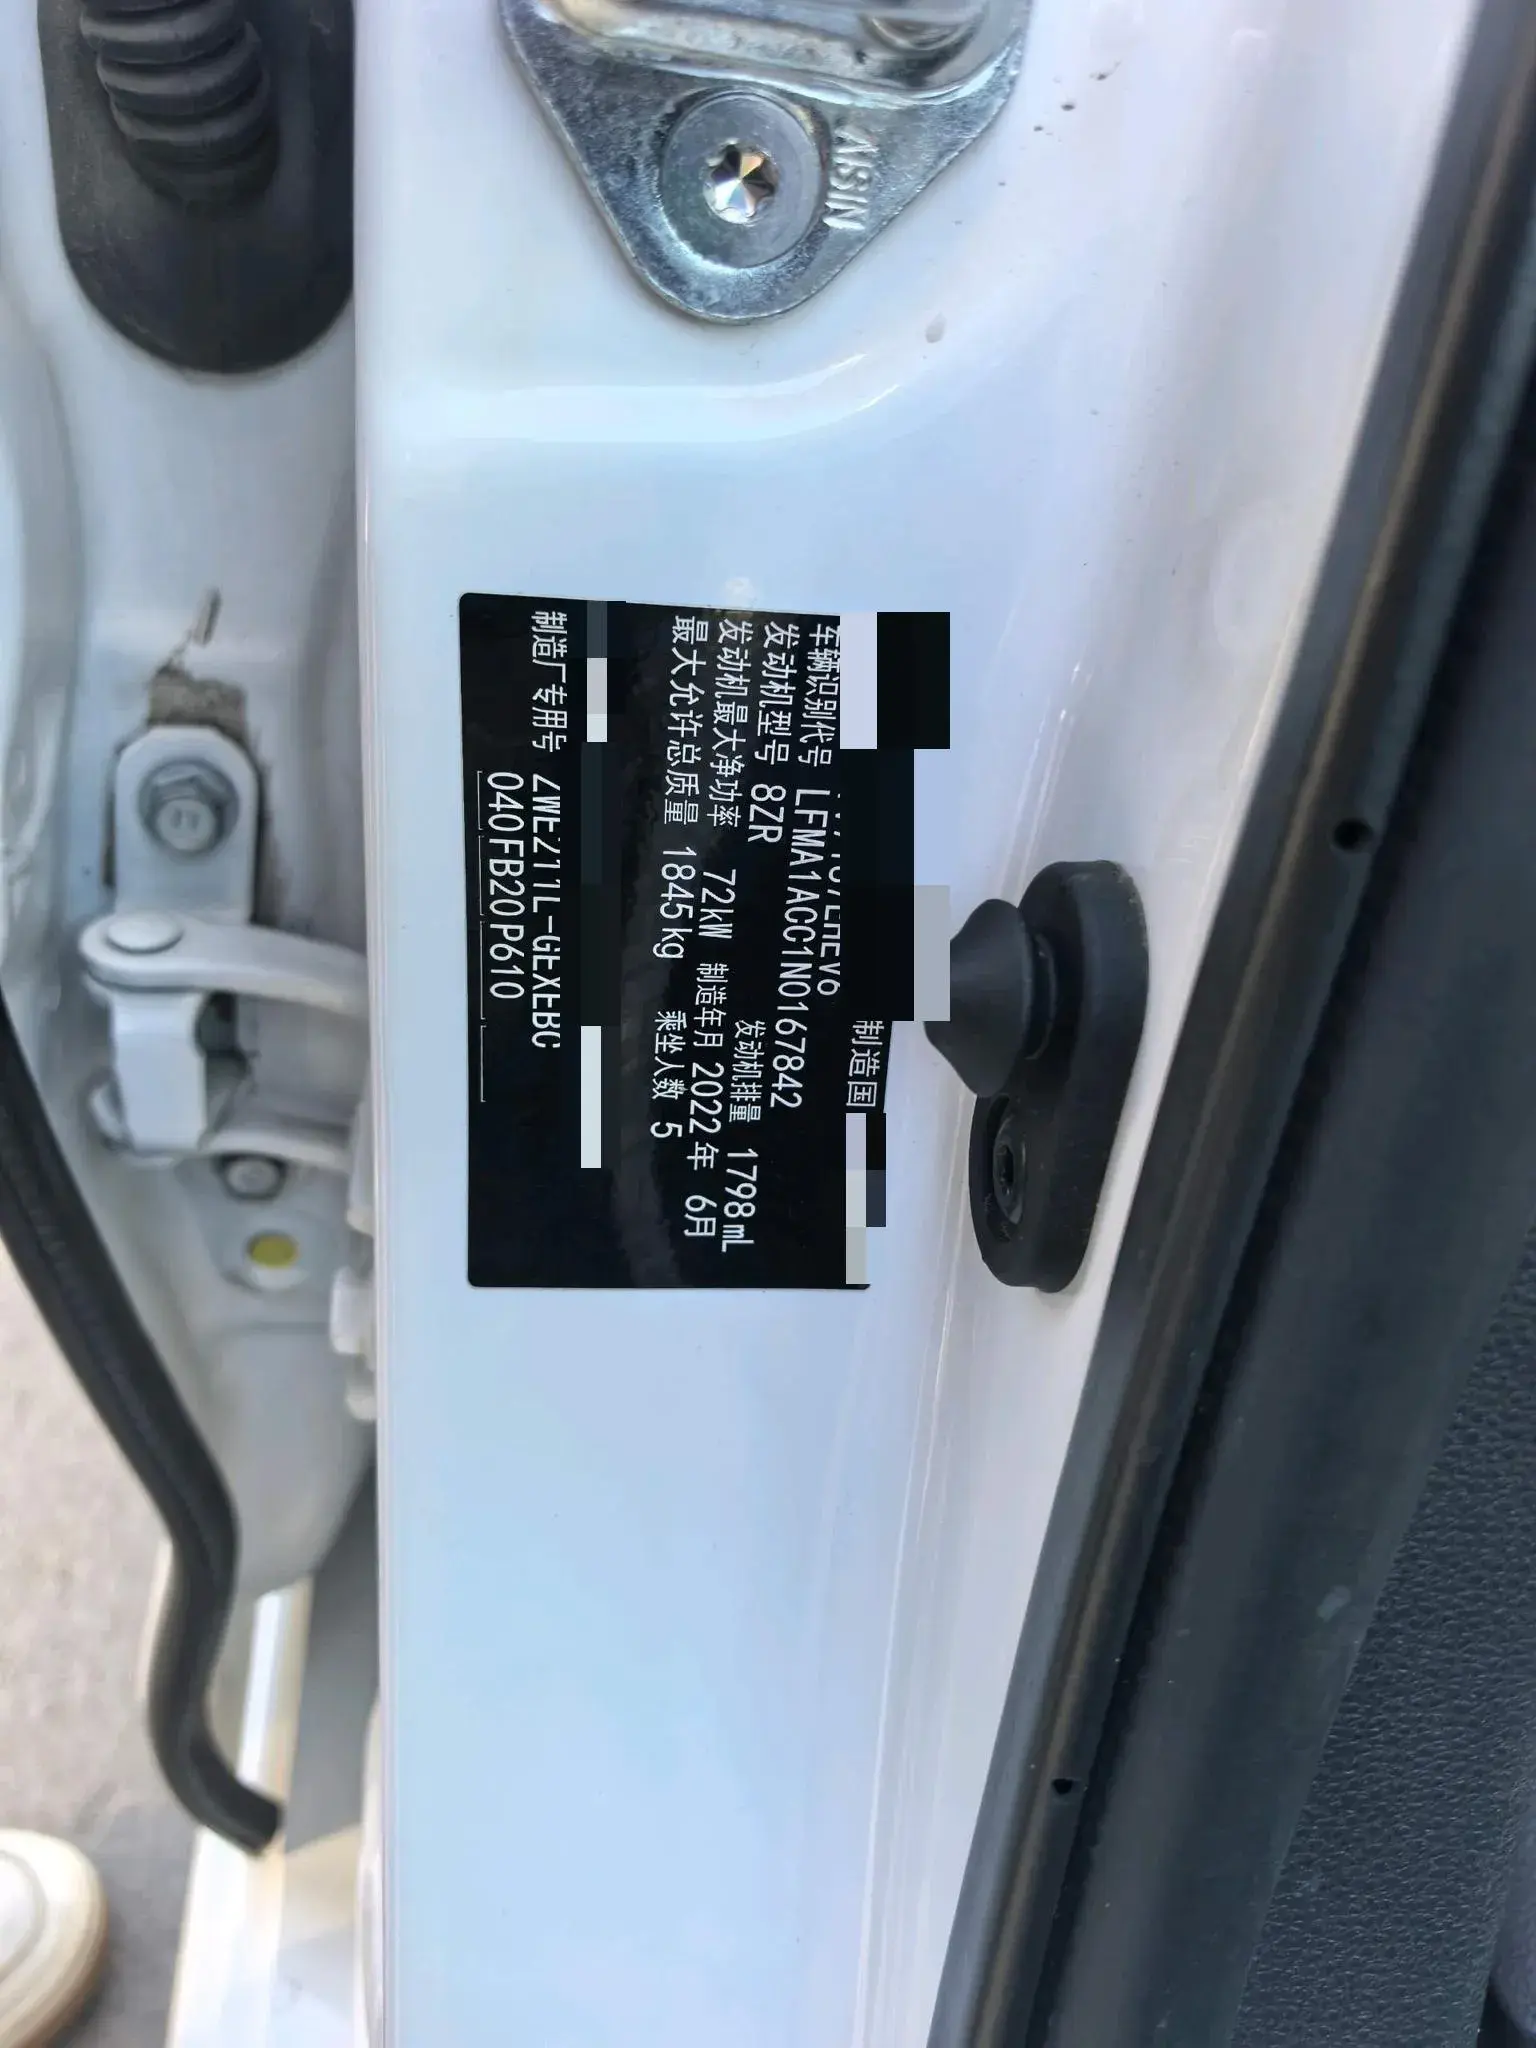 AISIN
制造国
车辆识别代号 LFMA1ACC1N0167842
发动机型号 8ZR 发动机排量 1798mL
发动机最大净功率 72kW 制造年月 2022年 6月
最大允许总质量 1845kg 乘坐人数 5
制造厂专用号 ZWE211L-GEXEBC
040FB20P610